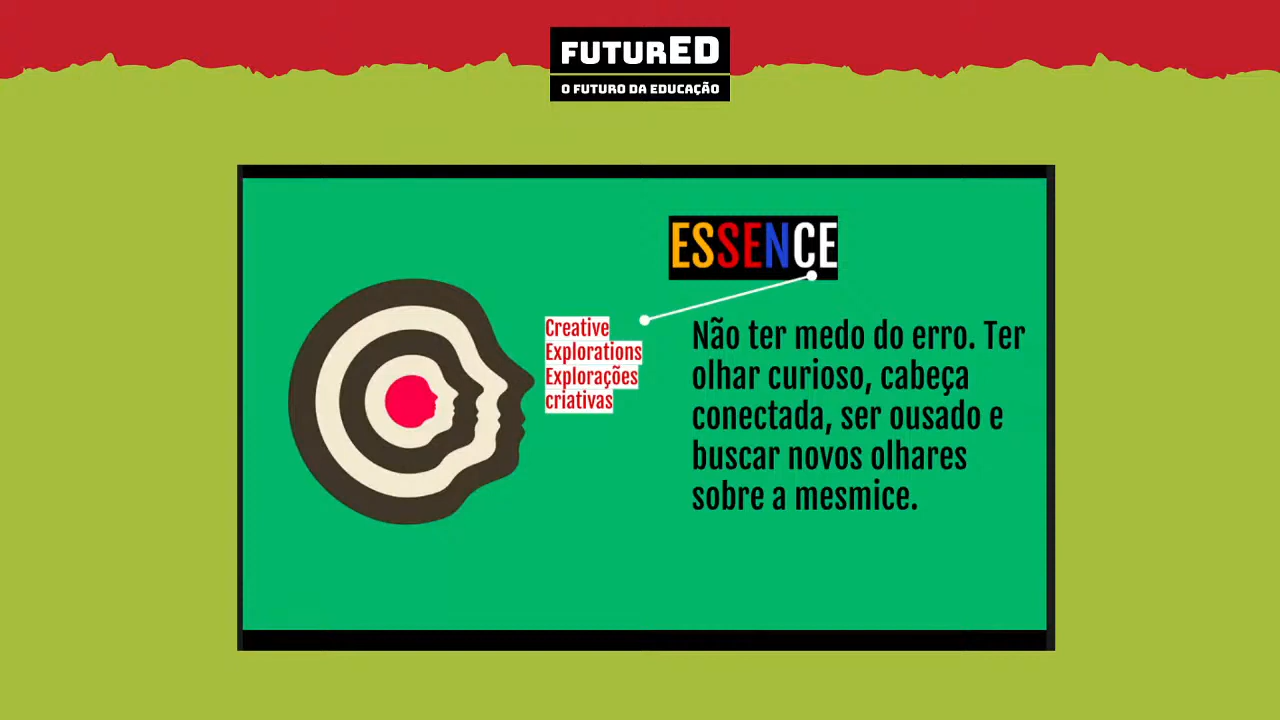 FUTURED
O FUTURO DA EDUCAÇÃO
ESSENCE
Creative
Explorations
Explorações
criativas
Não ter medo do erro. Ter
olhar curioso, cabeça
conectada, ser ousado e
buscar novos olhares
sobre a mesmice.